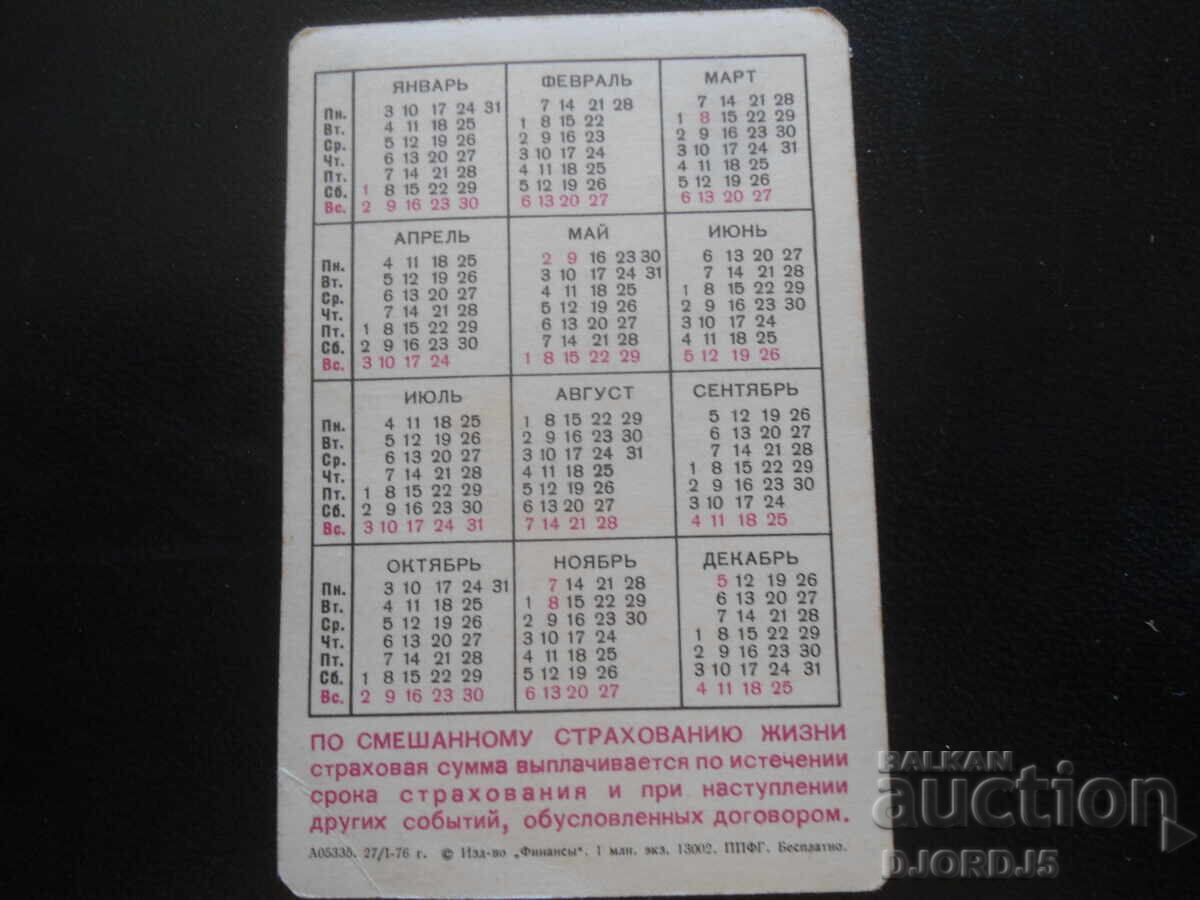 ЯНВАРЬ ФЕВРАЛЬ МАРТ
Пн. 3 10 17 24 31 7 14 21 28 7 14 21 28
Вт. 4 11 18 25 1 8 15 22 1 8 15 22 29
Ср. 5 12 19 26 2 9 16 23 2 9 16 23 30
Чт. 6 13 20 27 3 10 17 24 3 10 17 24 31
Пт. 7 14 21 28 4 11 18 25 4 11 18 25
Сб. 1 8 15 22 29 5 12 19 26 5 12 19 26
Вс. 2 9 16 23 30 6 13 20 27 6 13 20 27
АПРЕЛЬ МАЙ ИЮНЬ
Пн. 4 11 18 25 2 9 16 23 30 6 13 20 27
Вт. 5 12 19 26 3 10 17 24 31 7 14 21 28
Ср. 6 13 20 27 4 11 18 25 1 8 15 22 29
Чт. 7 14 21 28 5 12 19 26 2 9 16 23 30
Пт. 1 8 15 22 29 6 13 20 27 3 10 17 24
Сб. 2 9 16 23 30 7 14 21 28 4 11 18 25
Вс. 3 10 17 24 1 8 15 22 29 5 12 19 26
ИЮЛЬ АВГУСТ СЕНТЯБРЬ
Пн. 4 11 18 25 1 8 15 22 29 5 12 19 26
Вт. 5 12 19 26 2 9 16 23 30 6 13 20 27
Ср. 6 13 20 27 3 10 17 24 31 7 14 21 28
Чт. 7 14 21 28 4 11 18 25 1 8 15 22 29
Пт. 1 8 15 22 29 5 12 19 26 2 9 16 23 30
Сб. 2 9 16 23 30 6 13 20 27 3 10 17 24
Вс. 3 10 17 24 31 7 14 21 28 4 11 18 25
ОКТЯБРЬ НОЯБРЬ ДЕКАБРЬ
Пн. 3 10 17 24 31 7 14 21 28 5 12 19 26
Вт. 4 11 18 25 1 8 15 22 29 6 13 20 27
Ср. 5 12 19 26 2 9 16 23 30 7 14 21 28
Чт. 6 13 20 27 3 10 17 24 1 8 15 22 29
Пт. 7 14 21 28 4 11 18 25 2 9 16 23 30
Сб. 1 8 15 22 29 5 12 19 26 3 10 17 24 31
Вс. 2 9 16 23 30 6 13 20 27 4 11 18 25
ПО СМЕШАННОМУ СТРАХОВАНИЮ ЖИЗНИ
страховая сумма выплачивается по истечении
срока страхования и при наступлении
других событий, обусловленных договором.
А05335. 27/I-76 г. © Изд-во „Финансы". 1 млн. экз. 13002. ППФГ. Бесплатно.
BALKAN
auction
DJORDJ5